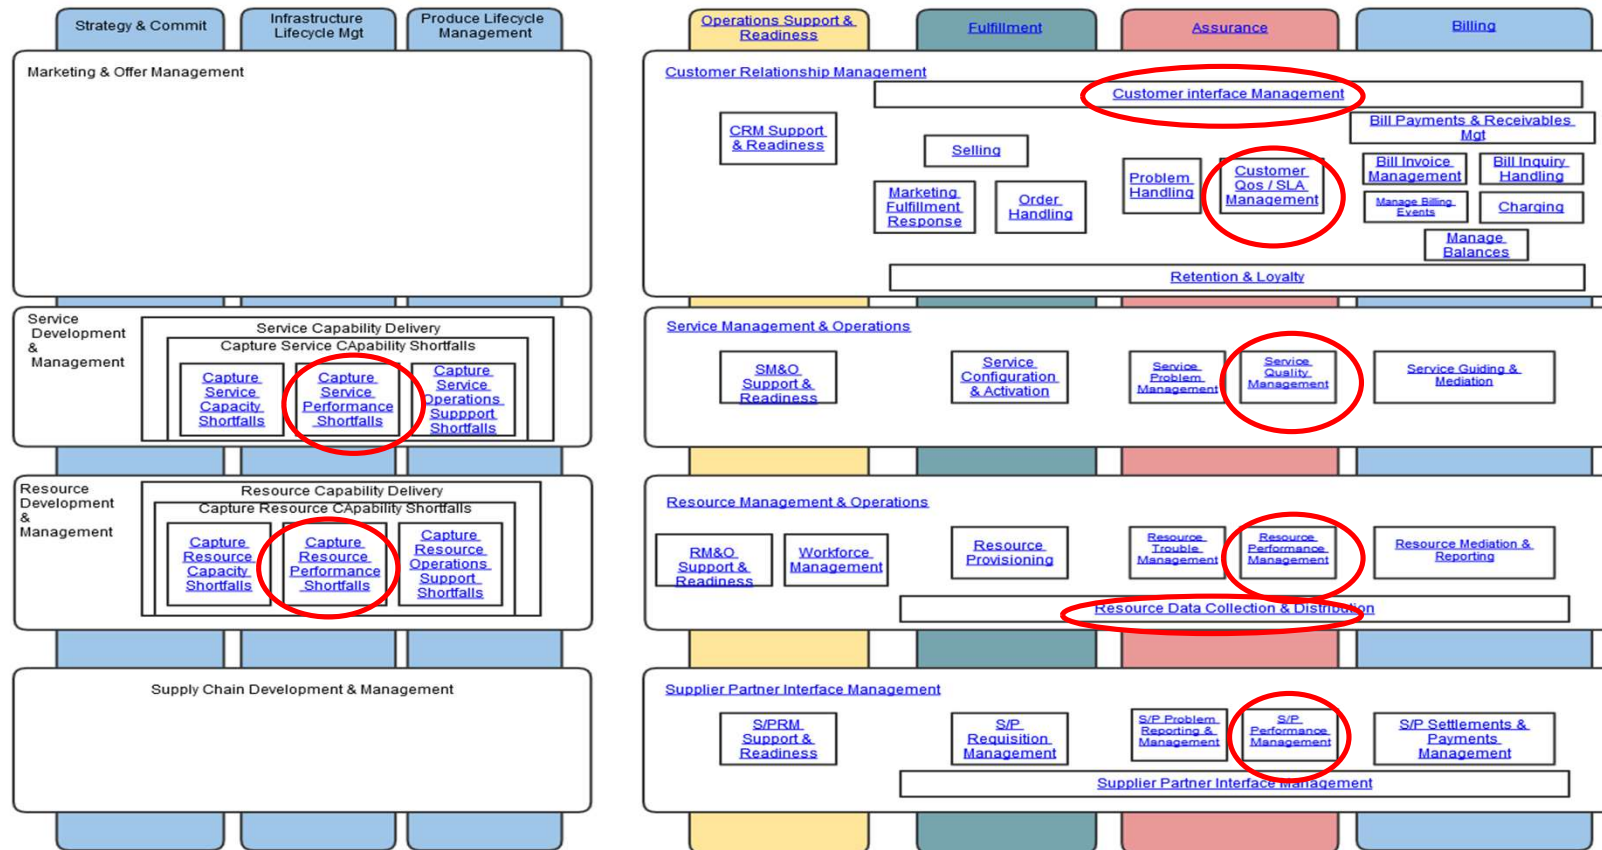 Strategy & Commit
Infrastructure
Lifecycle Mgt
Produce Lifecycle
Management
Operations Support &
Readiness
Fulfillment
Assurance
Billing
Marketing & Offer Management
Customer Relationship Management
Customer interface Management
CRM Support
& Readiness
Selling
Marketing
Fulfillment
Response
Order
Handling
Problem
Handling
Customer
Qos / SLA
Management
Bill Payments & Receivables
Mgt
Bill Invoice
Management
Bill Inquiry
Handling
Manage Billing
Events
Charging
Manage
Balances
Retention & Loyalty
Service
Development
&
Management
Service Capability Delivery
Capture Service CApability Shortfalls
Capture
Service
Capacity
Shortfalls
Capture
Service
Performance
Shortfalls
Capture
Service
Operations
Suppport
Shortfalls
Service Management & Operations
SM&O
Support &
Readiness
Service
Configuration
& Activation
Service
Problem
Management
Service
Quality
Management
Service Guiding &
Mediation
Resource
Development
&
Management
Resource Capability Delivery
Capture Resource CApability Shortfalls
Capture
Resource
Capacity
Shortfalls
Capture
Resource
Performance
Shortfalls
Capture
Resource
Operations
Support
Shortfalls
Resource Management & Operations
RM&O
Support &
Readiness
Workforce
Management
Resource
Provisioning
Resource
Trouble
Management
Resource
Performance
Management
Resource Mediation &
Reporting
Resource Data Collection & Distribution
Supply Chain Development & Management
Supplier Partner Interface Management
S/PRM
Support &
Readiness
S/P
Requisition
Management
S/P Problem
Reporting &
Management
S/P
Performance
Management
S/P Settlements &
Payments
Management
Supplier Partner Interface Management